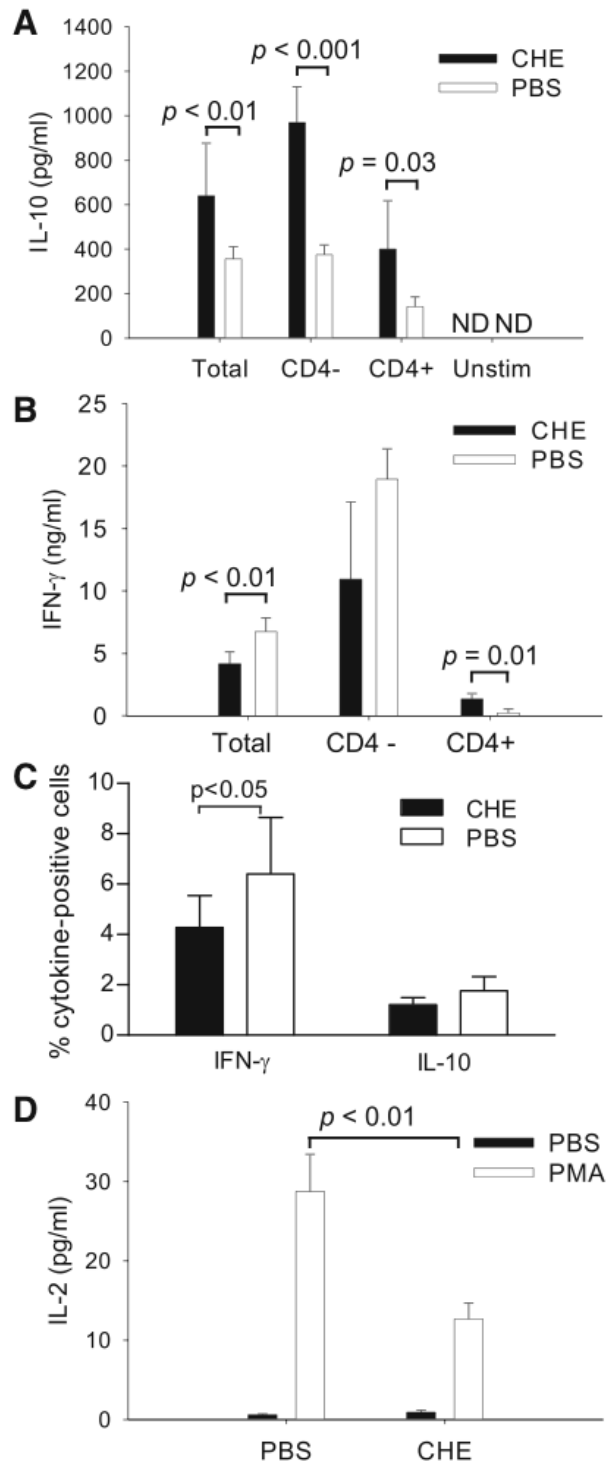 A
1400
1200
1000
800
600
400
200
0
IL-10 (pg/ml)
CHE
PBS
p < 0.01
p < 0.001
p = 0.03
ND ND
Total CD4- CD4+ Unstim
B
25
20
15
10
5
0
IFN-γ (ng/ml)
CHE
PBS
p < 0.01
p = 0.01
Total CD4 - CD4+
C
10
8
6
4
2
0
% cytokine-positive cells
p<0.05
CHE
PBS
IFN-γ IL-10
D
40
30
20
10
0
IL-2 (pg/ml)
p < 0.01
PBS
PMA
PBS CHE